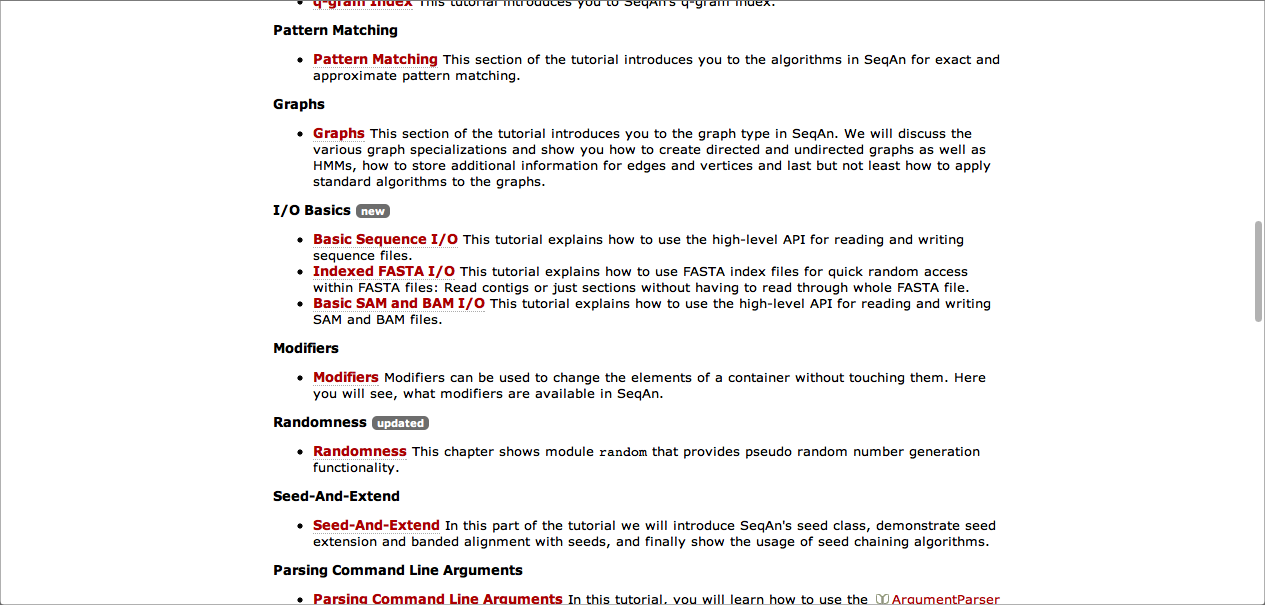 q-gram Index This tutorial introduces you to SeqAn's q-gram index.
Pattern Matching
• Pattern Matching This section of the tutorial introduces you to the algorithms in SeqAn for exact and
approximate pattern matching.
Graphs
• Graphs This section of the tutorial introduces you to the graph type in SeqAn. We will discuss the
various graph specializations and show you how to create directed and undirected graphs as well as
HMMs, how to store additional information for edges and vertices and last but not least how to apply
standard algorithms to the graphs.
I/O Basics new
• Basic Sequence I/O This tutorial explains how to use the high-level API for reading and writing
sequence files.
• Indexed FASTA I/O This tutorial explains how to use FASTA index files for quick random access
within FASTA files: Read contigs or just sections without having to read through whole FASTA file.
• Basic SAM and BAM I/O This tutorial explains how to use the high-level API for reading and writing
SAM and BAM files.
Modifiers
• Modifiers Modifiers can be used to change the elements of a container without touching them. Here
you will see, what modifiers are available in SeqAn.
Randomness updated
• Randomness This chapter shows module random that provides pseudo random number generation
functionality.
Seed-And-Extend
• Seed-And-Extend In this part of the tutorial we will introduce SeqAn's seed class, demonstrate seed
extension and banded alignment with seeds, and finally show the usage of seed chaining algorithms.
Parsing Command Line Arguments
• Parsing Command Line Arguments In this tutorial, you will learn how to use the ArgumentParser